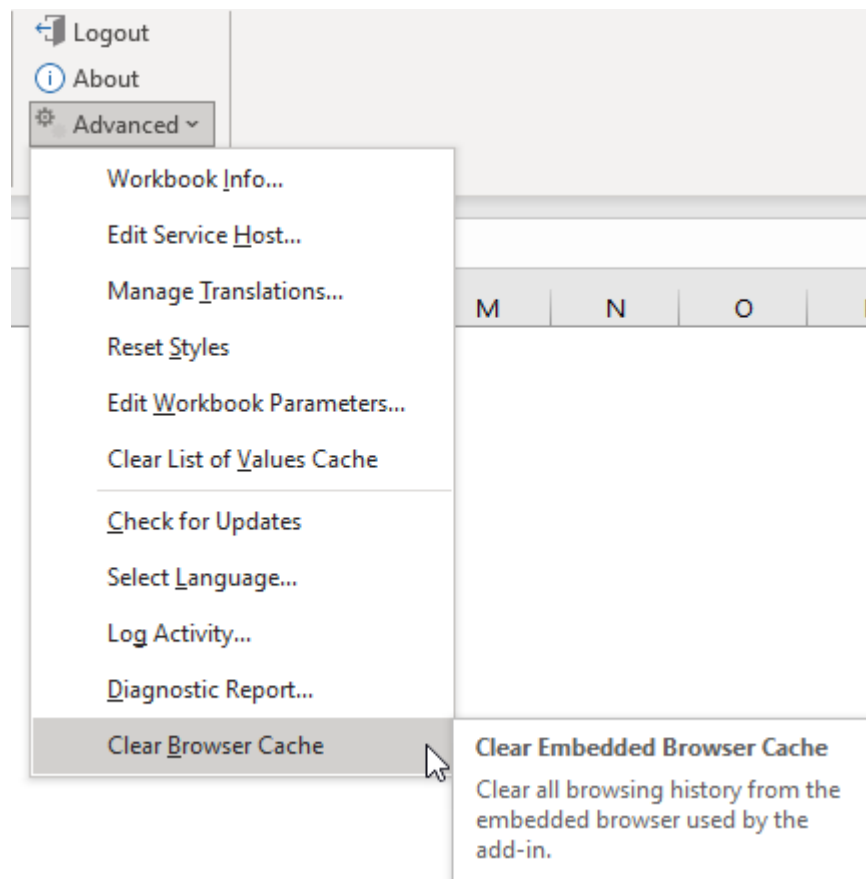 Logout
About
Advanced
Workbook Info...
Edit Service Host...
Manage Translations...
M N O
Reset Styles
Edit Workbook Parameters...
Clear List of Values Cache
Check for Updates
Select Language...
Log Activity...
Diagnostic Report...
Clear Browser Cache
Clear Embedded Browser Cache
Clear all browsing history from the
embedded browser used by the
add-in.